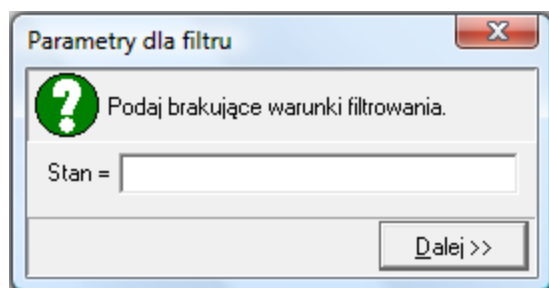 Parametry dla filtru
Podaj brakujące warunki filtrowania.
Stan =
Dalej >>